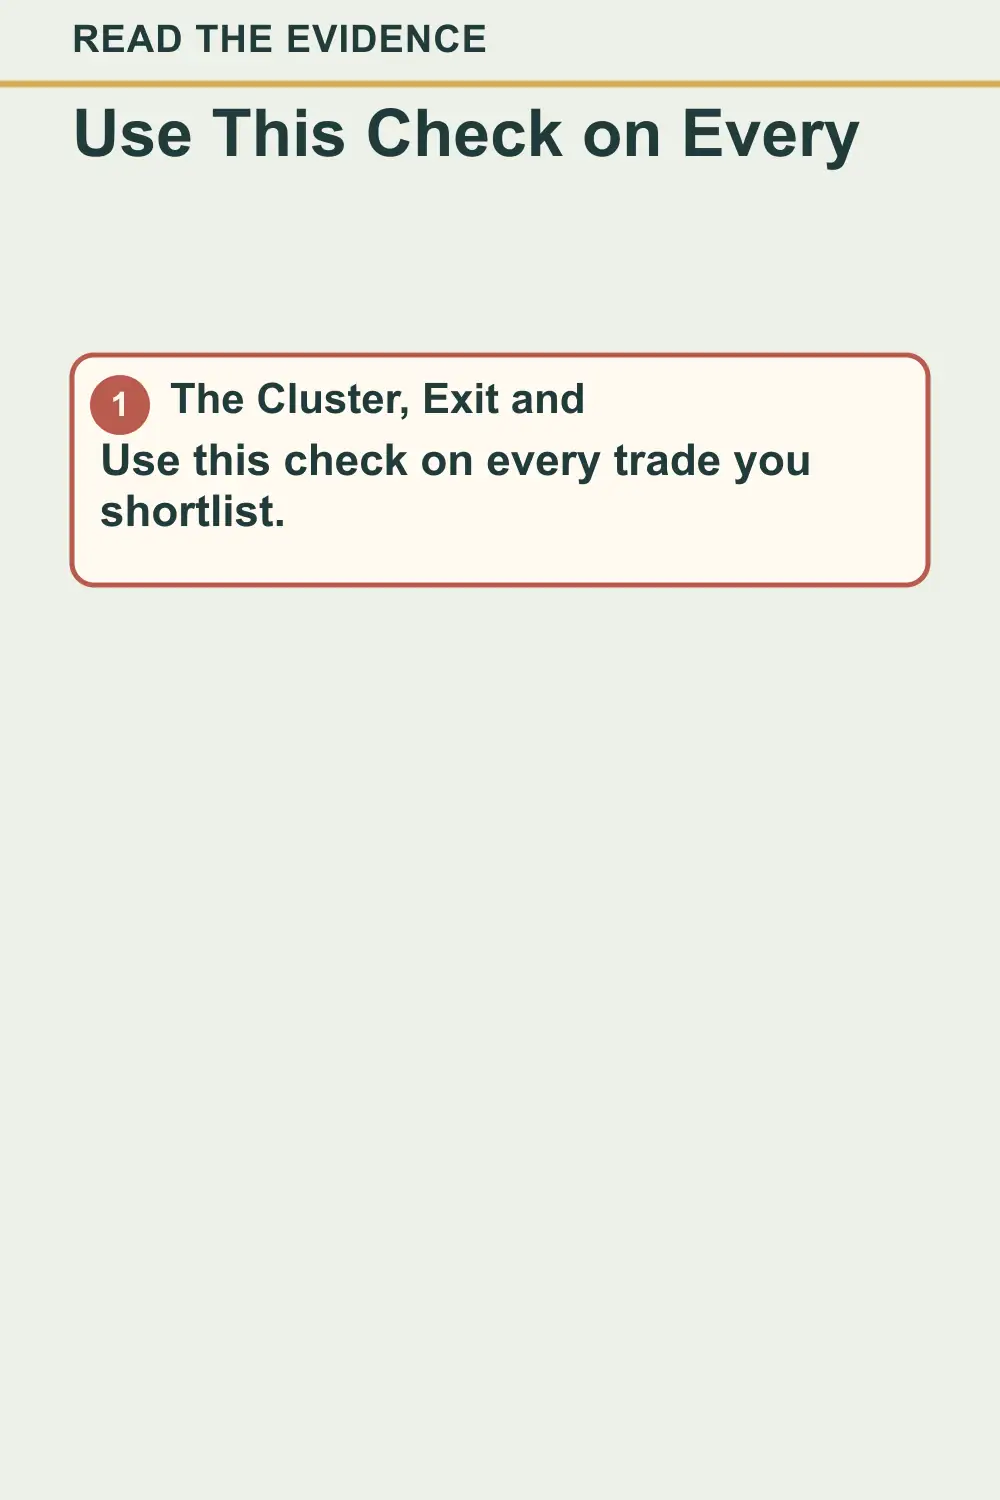 READ THE EVIDENCE
Use This Check on Every
1 The Cluster, Exit and
Use this check on every trade you
shortlist.